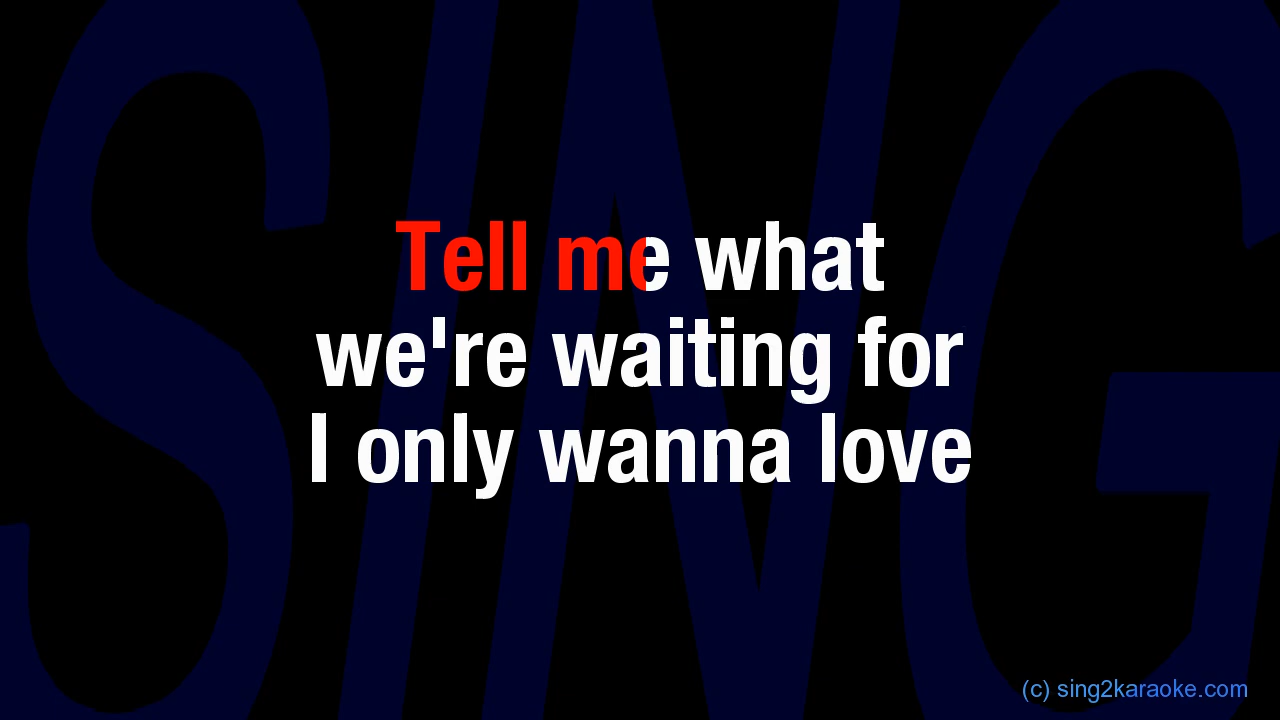 SING
Tell me what
we're waiting for
I only wanna love
(c) sing2karaoke.com